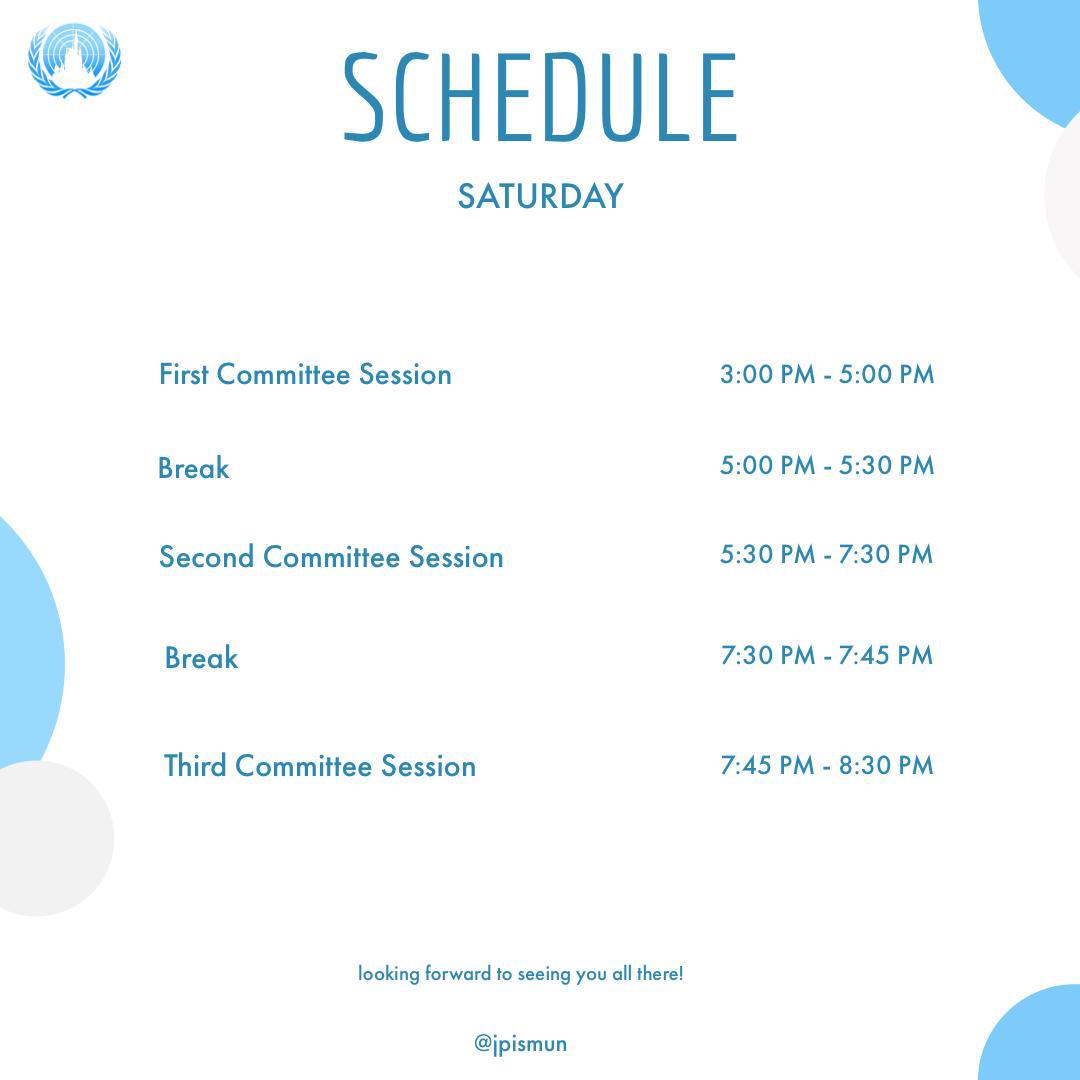 SCHEDULE
SATURDAY
First Committee Session 3:00 PM - 5:00 PM
Break 5:00 PM - 5:30 PM
Second Committee Session 5:30 PM - 7:30 PM
Break 7:30 PM - 7:45 PM
Third Committee Session 7:45 PM - 8:30 PM
looking forward to seeing you all there!
@jpismun